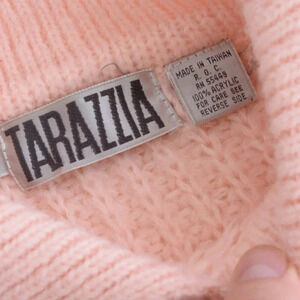 TARAZZIA
MADE IN TAIWAN
R. O. C.
RN 55449
100% ACRYLIC
FOR CARE SEE
REVERSE SIDE